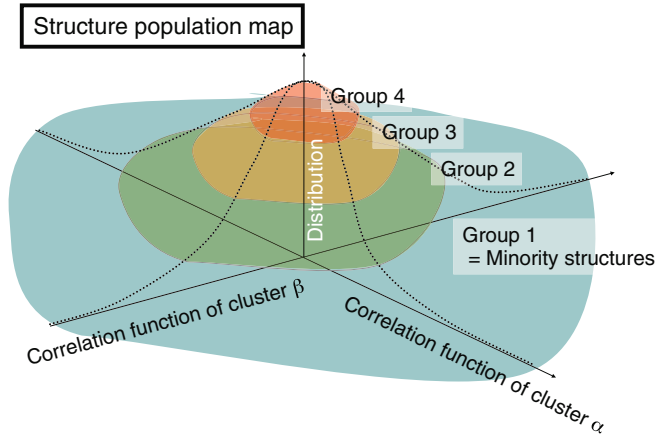 Structure population map
Group 4
Group 3
Group 2
Distribution
Group 1
= Minority structures
Correlation function of cluster β
Correlation function of cluster α